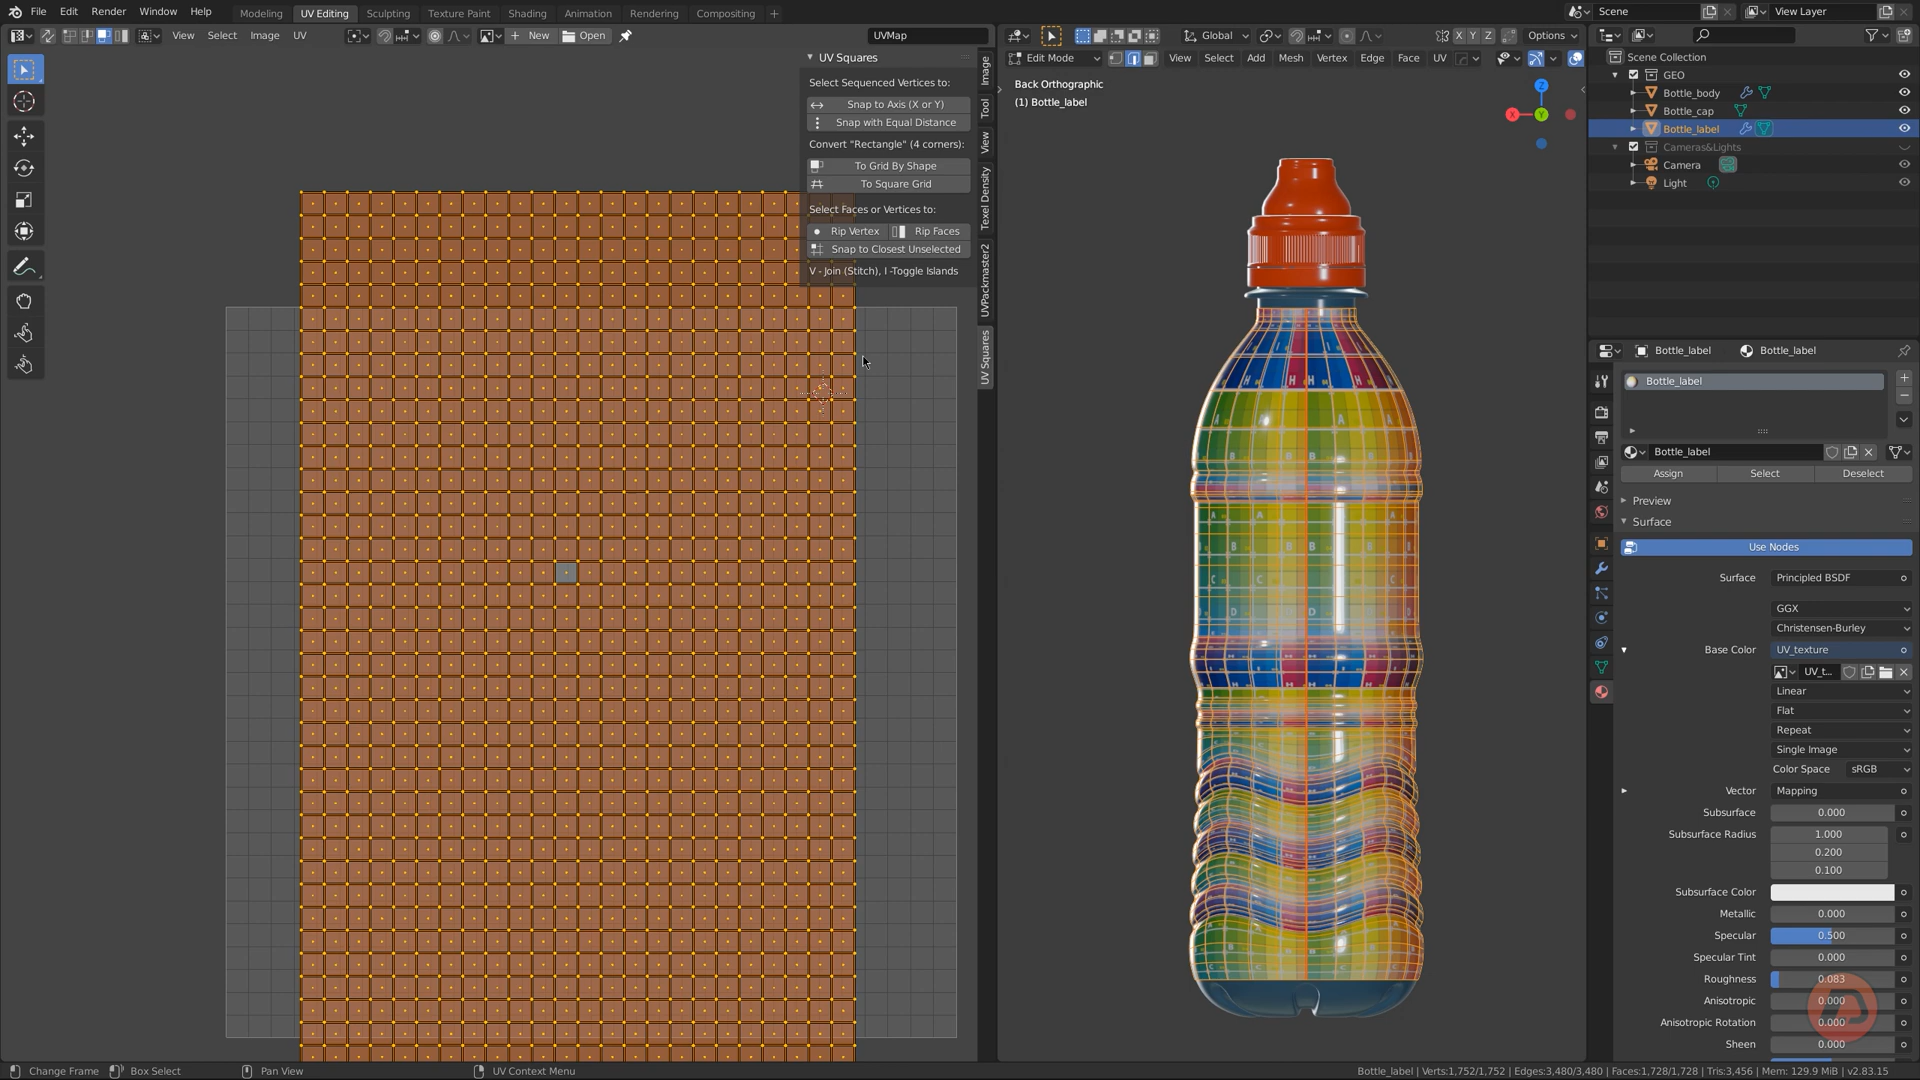 File Edit Render Window Help Modeling UV Editing Sculpting Texture Paint Shading Animation Rendering Compositing + Scene View Layer
View Select Image UV New Open UVMap Global X Y Z Options
UV Squares
Select Sequenced Vertices to:
Snap to Axis (X or Y)
Snap with Equal Distance
Convert "Rectangle" (4 corners):
To Grid By Shape
To Square Grid
Select Faces or Vertices to:
Rip Vertex Rip Faces
Snap to Closest Unselected
V - Join (Stitch), I -Toggle Islands
Image
Tool
View
Texel Density
UVPackmaster2
UV Squares
Edit Mode View Select Add Mesh Vertex Edge Face UV
Back Orthographic
(1) Bottle_label
Z
X
Y
Scene Collection
GEO
Bottle_body
Bottle_cap
Bottle_label
Cameras&Lights
Camera
Light
Bottle_label Bottle_label
Bottle_label
Bottle_label
Assign Select Deselect
Preview
Surface
Use Nodes
Surface Principled BSDF
GGX
Christensen-Burley
Base Color UV_texture
UV_t...
Linear
Flat
Repeat
Single Image
Color Space sRGB
Vector Mapping
Subsurface 0.000
Subsurface Radius 1.000
0.200
0.100
Subsurface Color
Metallic 0.000
Specular 0.500
Specular Tint 0.000
Roughness 0.083
Anisotropic 0.000
Anisotropic Rotation 0.000
Sheen 0.000
Change Frame Box Select Pan View UV Context Menu Bottle_label | Verts:1,752/1,752 | Edges:3,480/3,480 | Faces:1,728/1,728 | Tris:3,456 | Mem: 129.9 MiB | v2.83.15